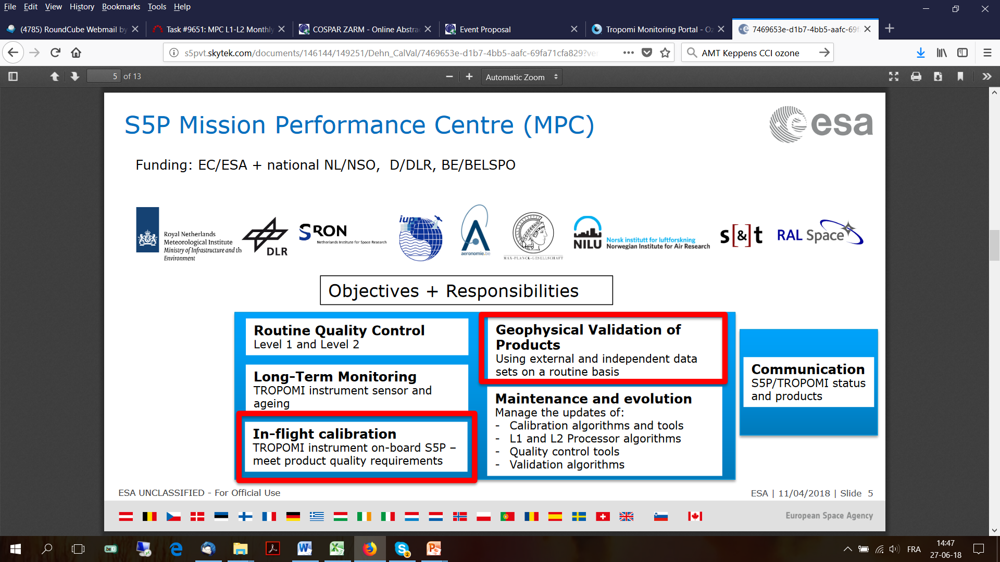 File Edit View History Bookmarks Tools Help
(4785) RoundCube Webmail by
Task #9651: MPC L1-L2 Monthly
COSPAR ZARM - Online Abstra
Event Proposal
Tropomi Monitoring Portal - Oz
7469653e-d1b7-4bb5-aafc-69f
s5pvt.skytek.com/documents/146144/149251/Dehn_CalVal/7469653e-d1b7-4bb5-aafc-69fa71cfa829?ver
AMT Keppens CCI ozone
5 of 13
Automatic Zoom
S5P Mission Performance Centre (MPC)
esa
Funding: EC/ESA + national NL/NSO, D/DLR, BE/BELSPO
Royal Netherlands
Meteorological Institute
Ministry of Infrastructure and the
Environment
DLR
SRON
Netherlands Institute for Space Research
iup
aeronomie.be
MAX-PLANCK-GESELLSCHAFT
NILU
Norsk institutt for luftforskning
Norwegian Institute for Air Research
s[&]t
RAL Space
Objectives + Responsibilities
Routine Quality Control
Level 1 and Level 2
Long-Term Monitoring
TROPOMI instrument sensor and
ageing
In-flight calibration
TROPOMI instrument on-board S5P –
meet product quality requirements
Geophysical Validation of
Products
Using external and independent data
sets on a routine basis
Maintenance and evolution
Manage the updates of:
- Calibration algorithms and tools
- L1 and L2 Processor algorithms
- Quality control tools
- Validation algorithms
Communication
S5P/TROPOMI status
and products
ESA UNCLASSIFIED - For Official Use
ESA | 11/04/2018 | Slide 5
European Space Agency
be
2
FRA
14:47
27-06-18